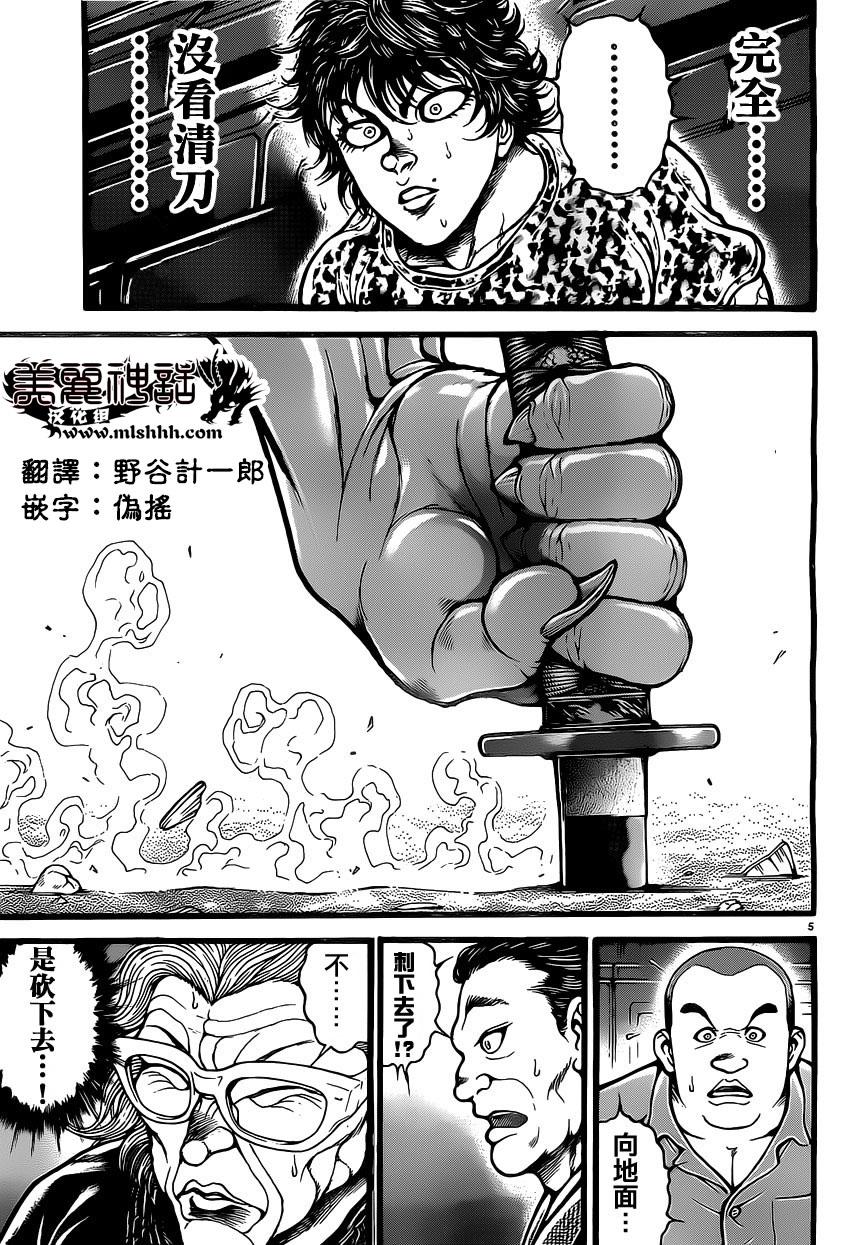 完全………
…………
沒看清刀
…………
美麗神話
汉化组
www.mlshhh.com
翻譯：野谷計一郎
嵌字：偽搖
5
向地面…
刺下去了!?
不……
是砍下去…!